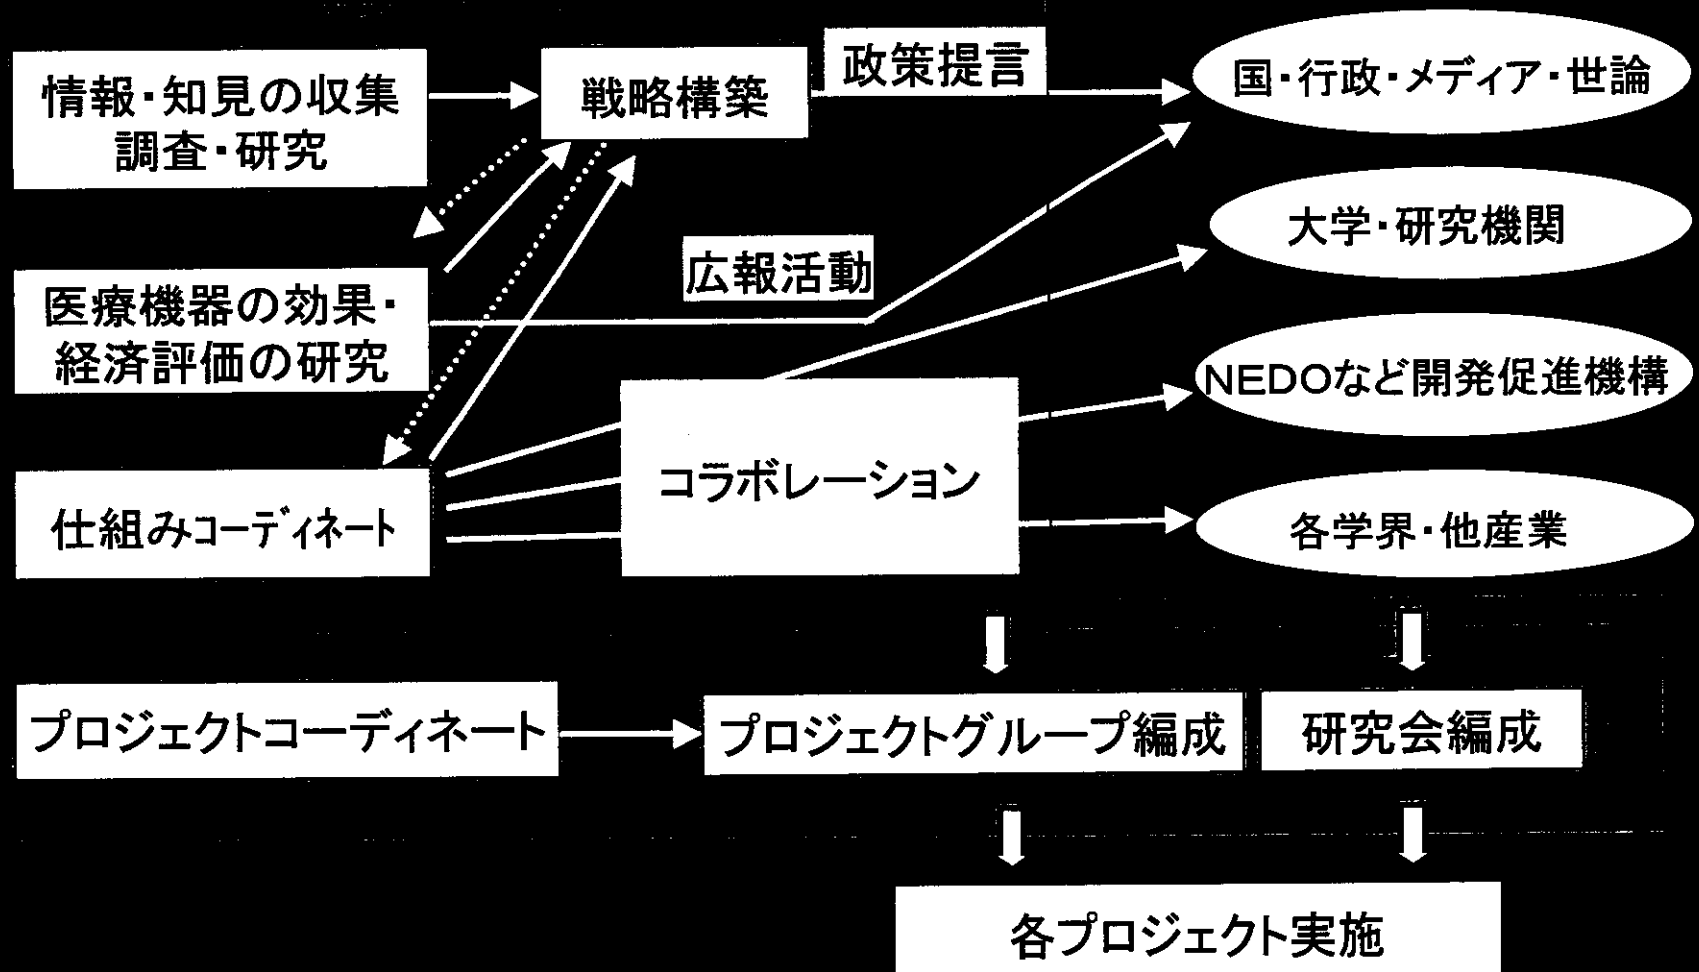 情報・知見の収集
調査・研究
戦略構築
政策提言
国・行政・メディア・世論
大学・研究機関
広報活動
医療機器の効果・
経済評価の研究
NEDOなど開発促進機構
コラボレーション
仕組みコーディネート
各学界・他産業
プロジェクトコーディネート
プロジェクトグループ編成
研究会編成
各プロジェクト実施